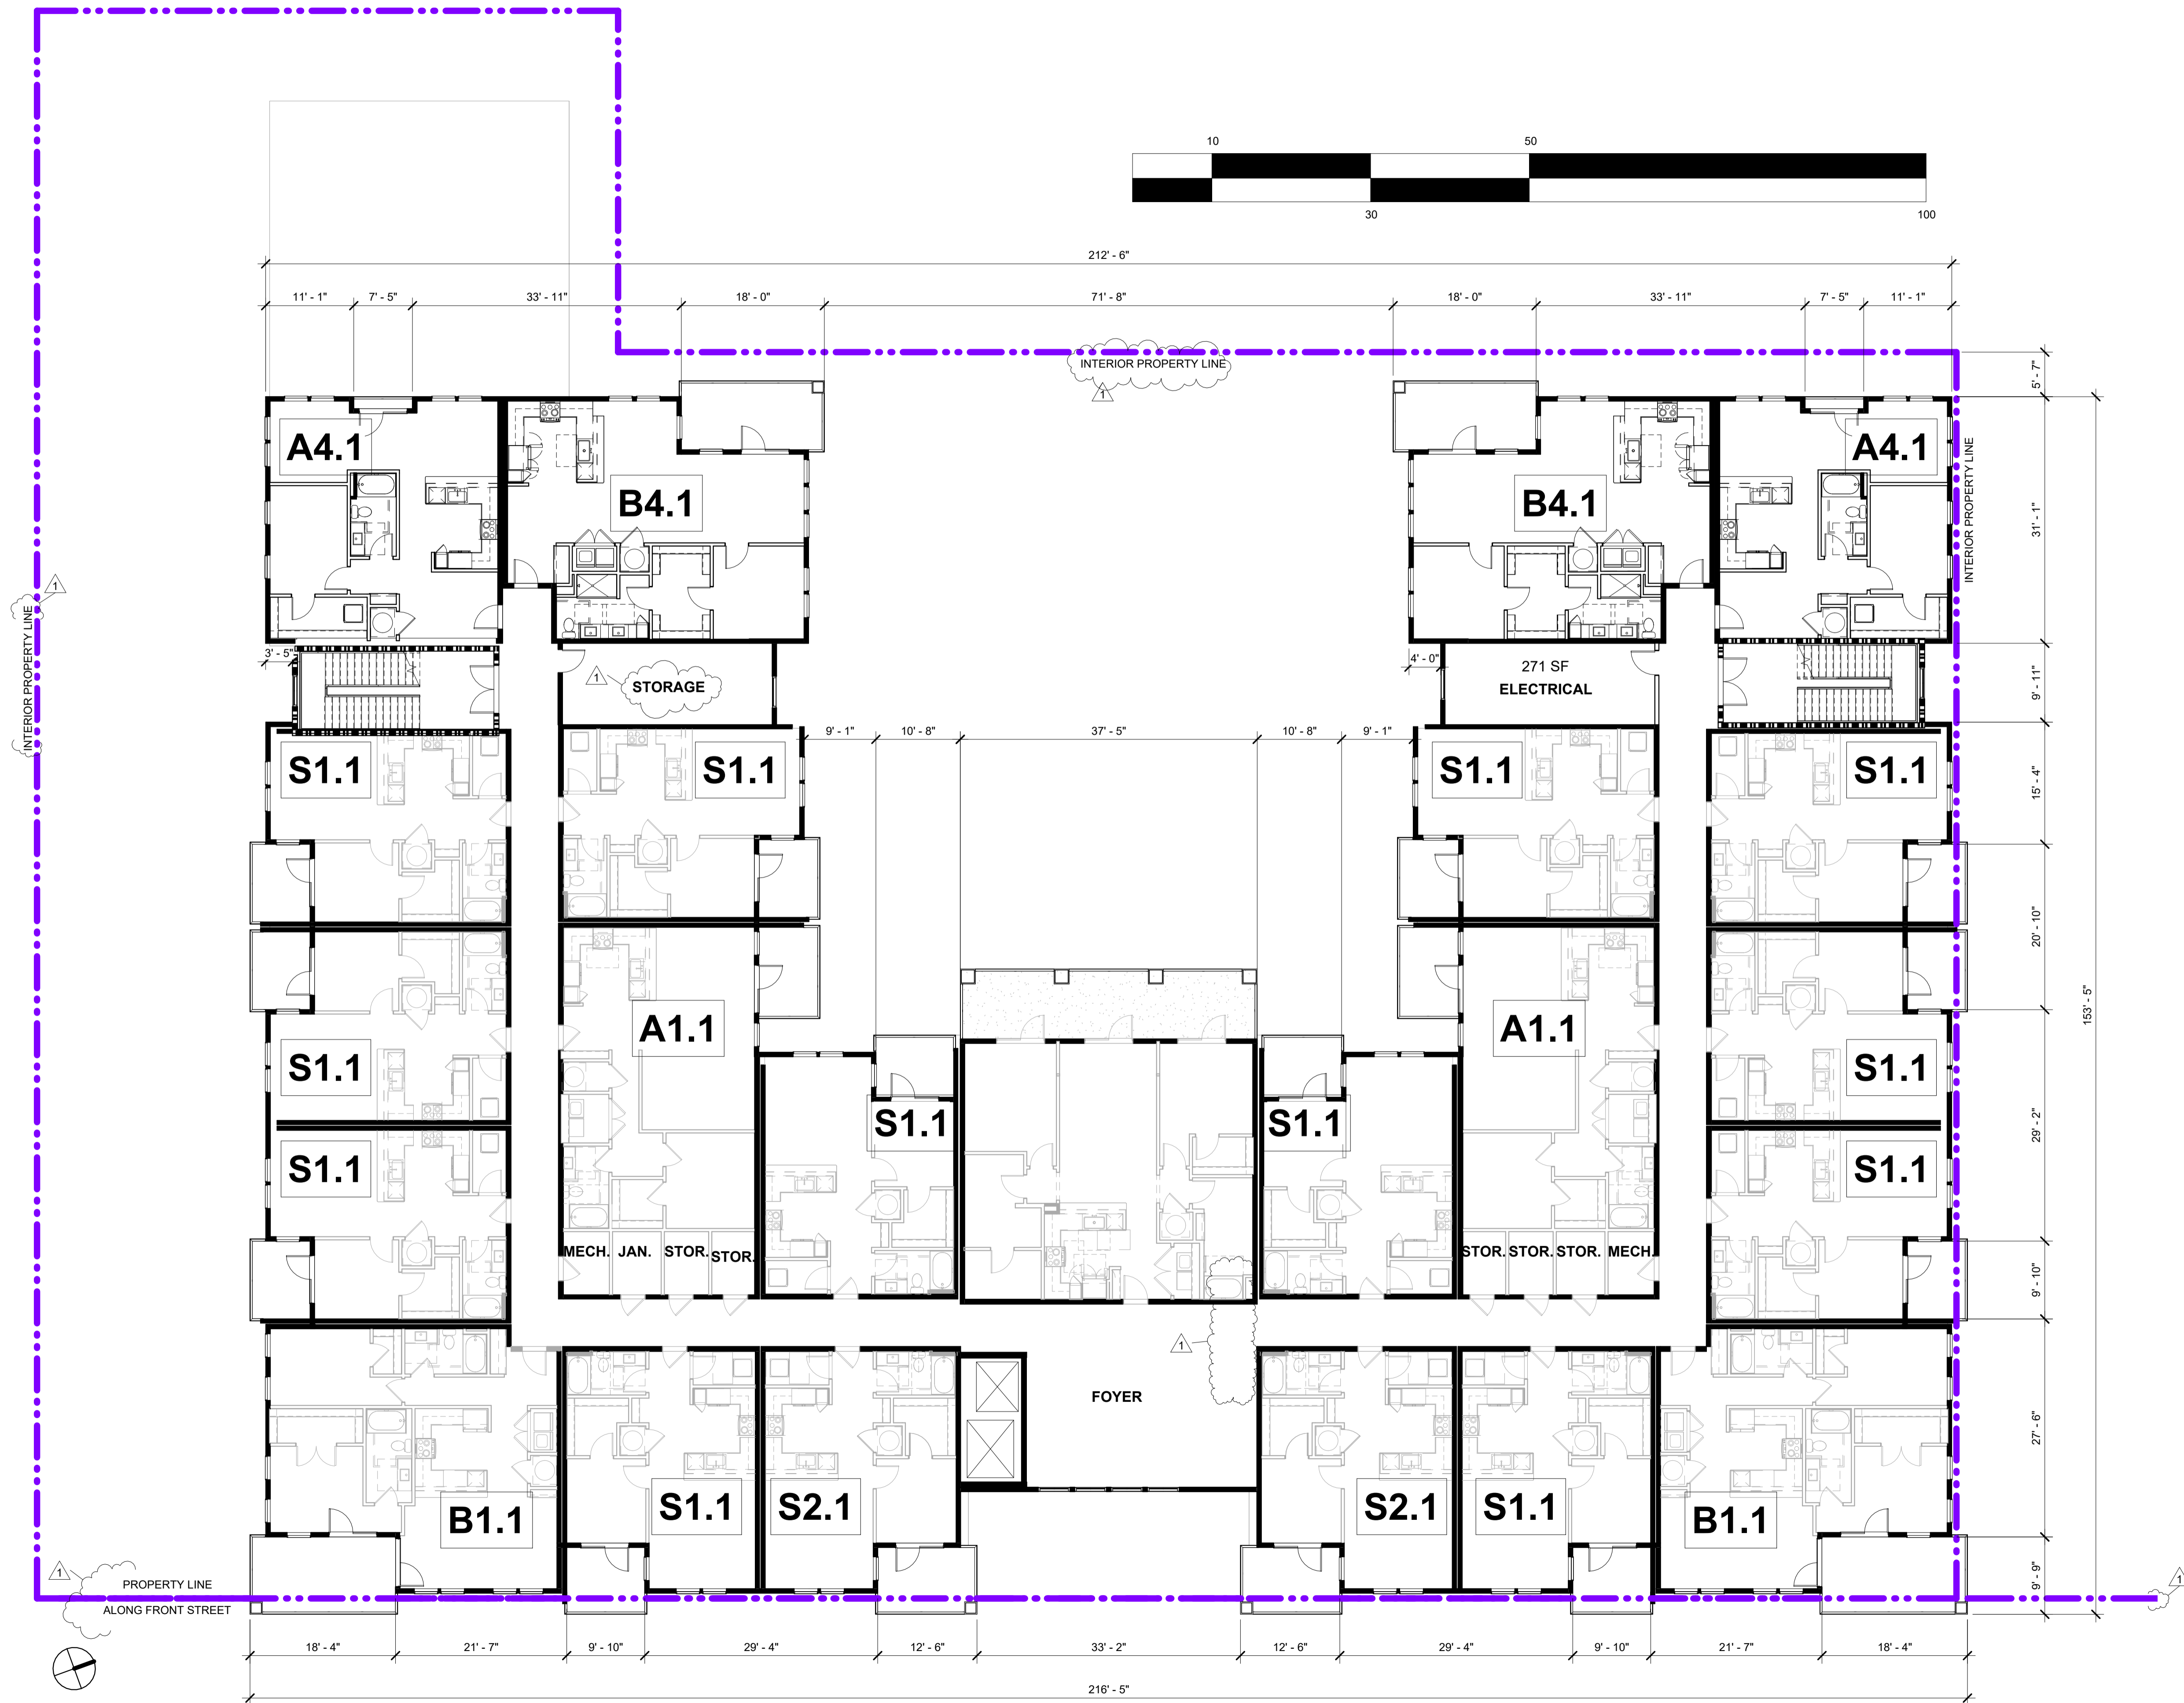 10
50
30
100
212' - 6"
11' - 1"
7' - 5"
33' - 11"
18' - 0"
71' - 8"
18' - 0"
33' - 11"
7' - 5"
11' - 1"
INTERIOR PROPERTY LINE
1
5' - 7"
A4.1
B4.1
B4.1
A4.1
INTERIOR PROPERTY LINE
31' - 1"
1
INTERIOR PROPERTY LINE
3' - 5"
1
STORAGE
4' - 0"
271 SF
ELECTRICAL
9' - 11"
9' - 1"
10' - 8"
37' - 5"
10' - 8"
9' - 1"
S1.1
S1.1
S1.1
S1.1
15' - 4"
20' - 10"
153' - 5"
A1.1
A1.1
S1.1
S1.1
S1.1
S1.1
29' - 2"
S1.1
S1.1
MECH.
JAN.
STOR.
STOR.
STOR.
STOR.
STOR.
MECH.
9' - 10"
1
FOYER
27' - 6"
B1.1
S1.1
S2.1
S2.1
S1.1
B1.1
9' - 9"
1
1
PROPERTY LINE
ALONG FRONT STREET
18' - 4"
21' - 7"
9' - 10"
29' - 4"
12' - 6"
33' - 2"
12' - 6"
29' - 4"
9' - 10"
21' - 7"
18' - 4"
216' - 5"